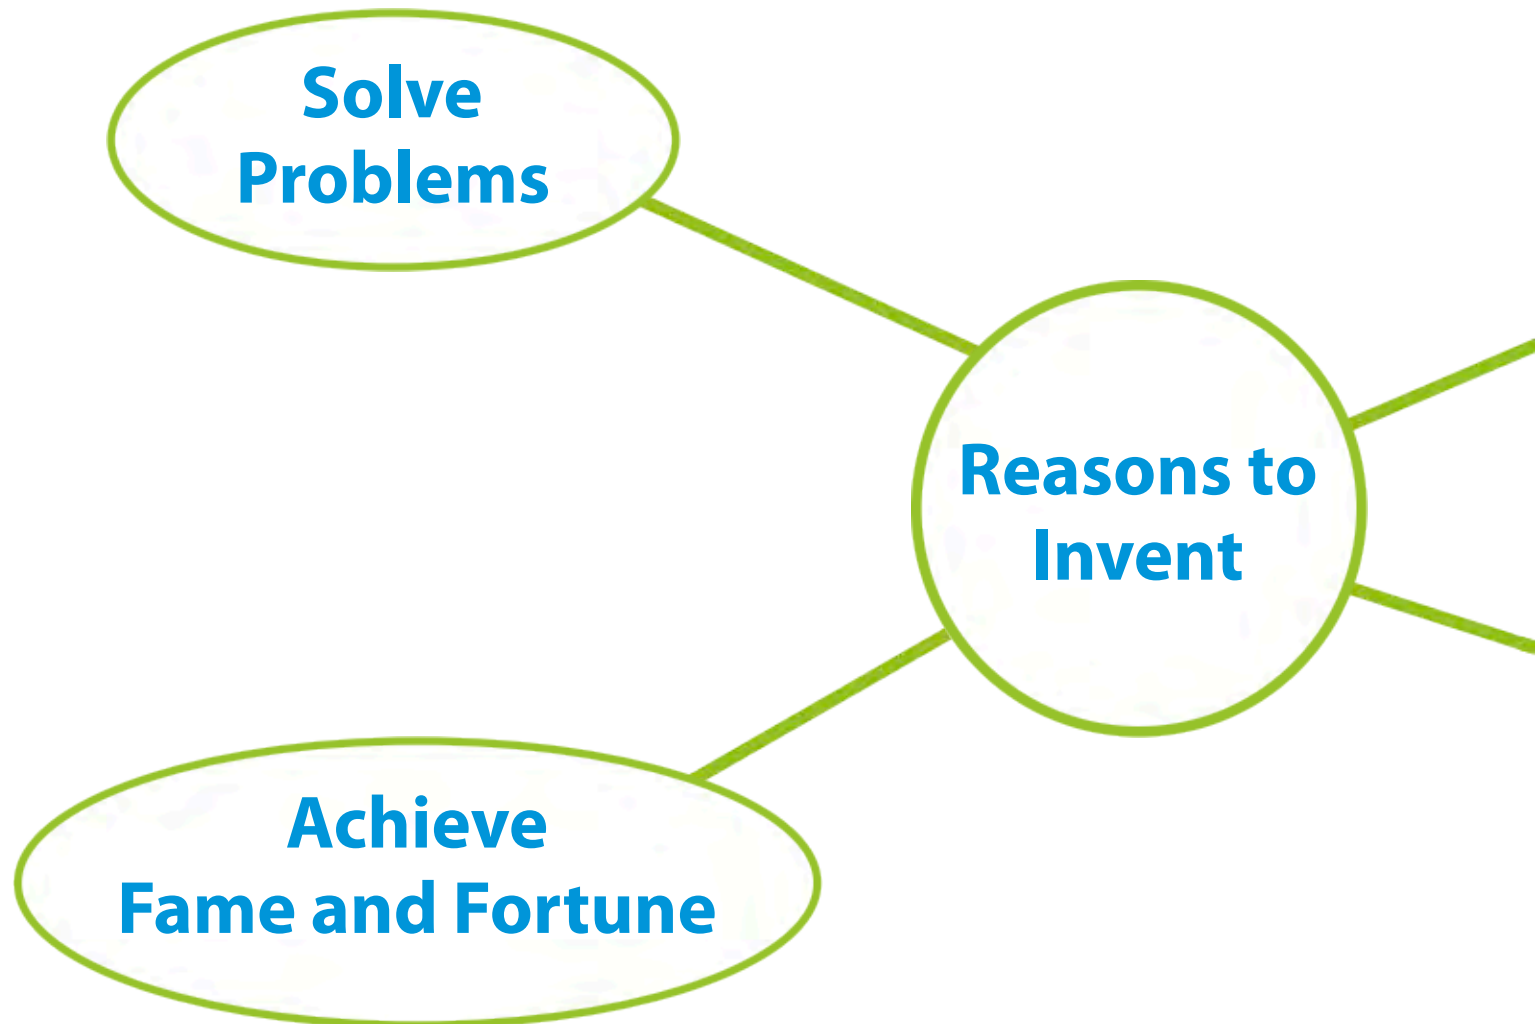 Solve
Problems
Reasons to
Invent
Achieve
Fame and Fortune